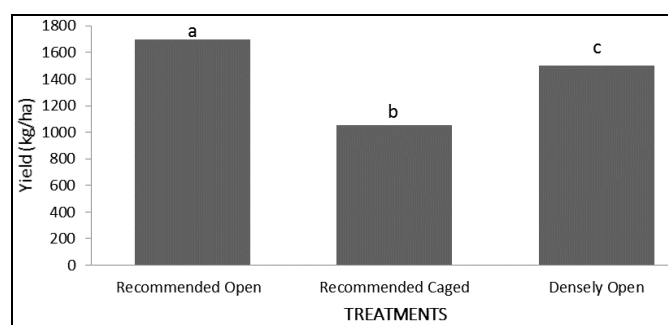 Yield (kg/ha)
1800
1600
1400
1200
1000
800
600
400
200
0
a
b
c
Recommended Open
Recommended Caged
Densely Open
TREATMENTS